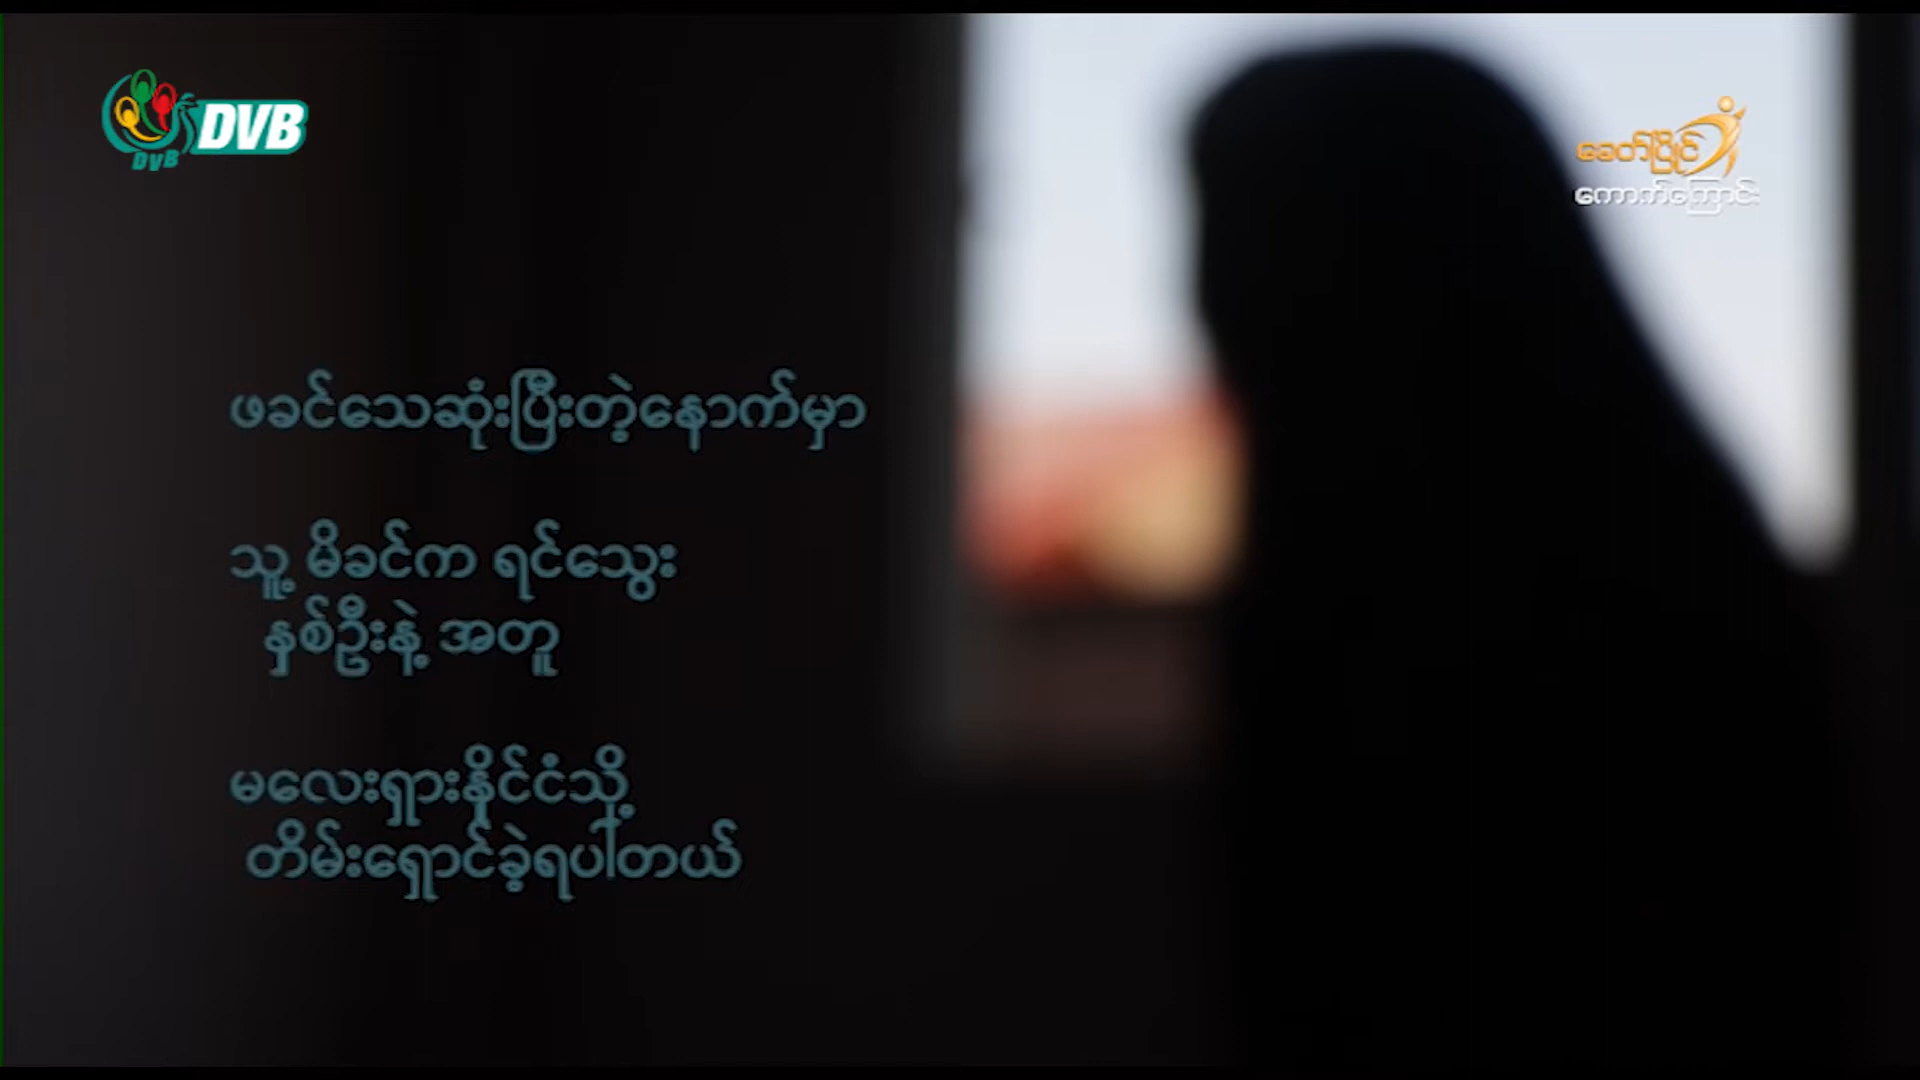 DVB
DVB
ခေတ်ပြိုင်
ကောက်ကြောင်း
ဖခင်သေဆုံးပြီးတဲ့နောက်မှာ
သူ့ မိခင်က ရင်သွေး
နှစ်ဦးနဲ့ အတူ
မလေးရှားနိုင်ငံသို့
တိမ်းရှောင်ခဲ့ရပါတယ်